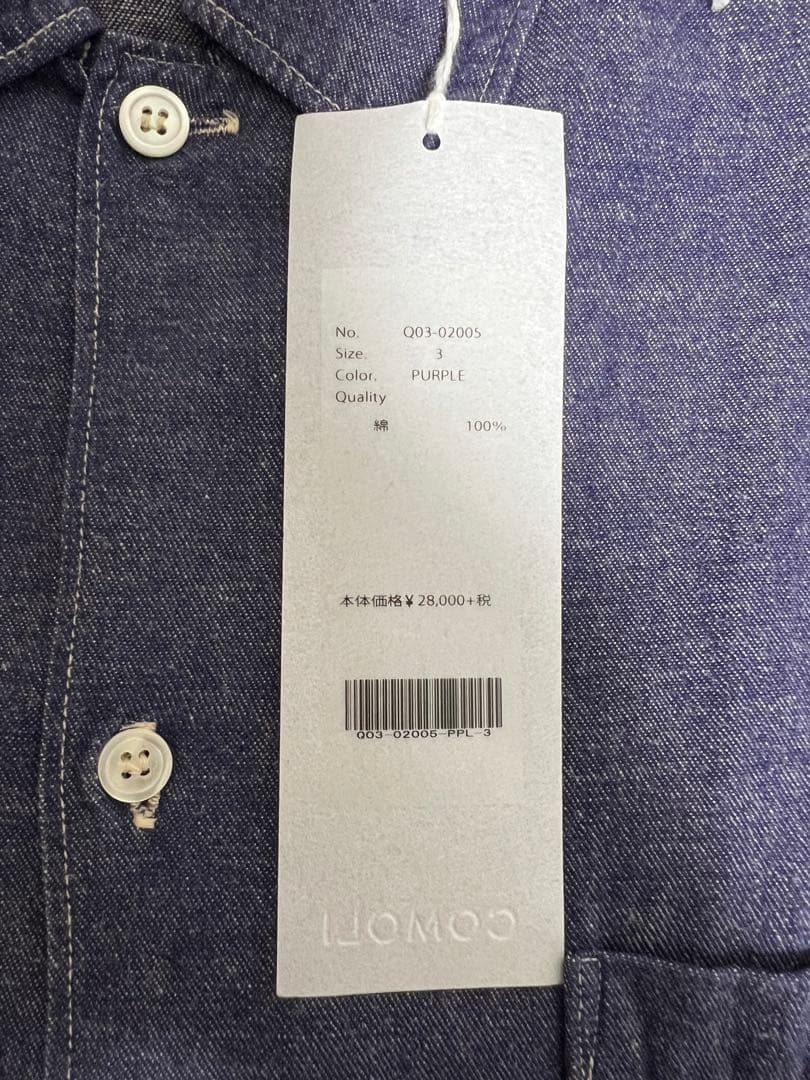 No. Q03-02005
Size. 3
Color. PURPLE
Quality
綿 100%
本体価格¥28,000+税
Q03-02005-PPL-3
COMOLI